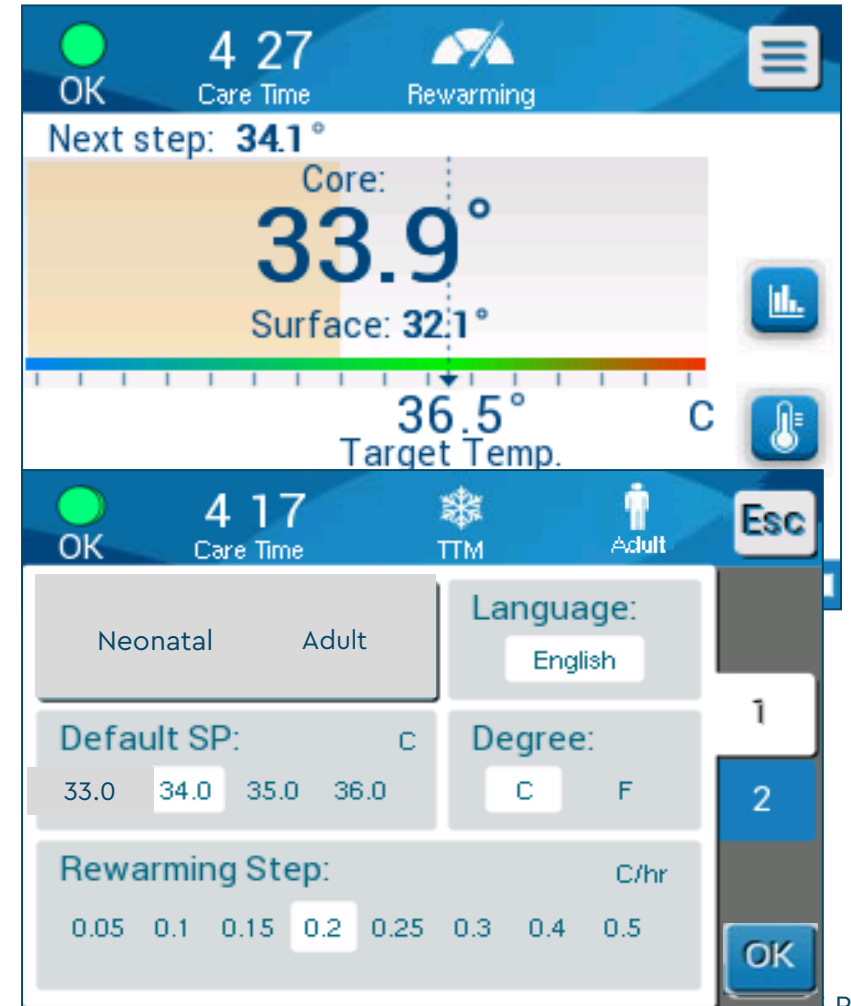 4 27
OK Care Time Rewarming
Next step: 34.1°
Core:
33.9°
Surface: 32.1°
36.5° C
Target Temp.
4 17
OK Care Time TTM Adult Esc
Neonatal Adult
Language:
English
1
Default SP: C
33.0 34.0 35.0 36.0
Degree:
C F
2
Rewarming Step: C/hr
0.05 0.1 0.15 0.2 0.25 0.3 0.4 0.5
OK